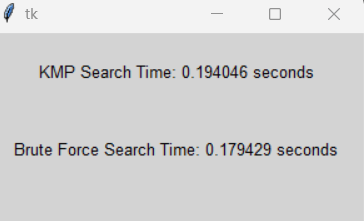 tk
KMP Search Time: 0.194046 seconds
Brute Force Search Time: 0.179429 seconds